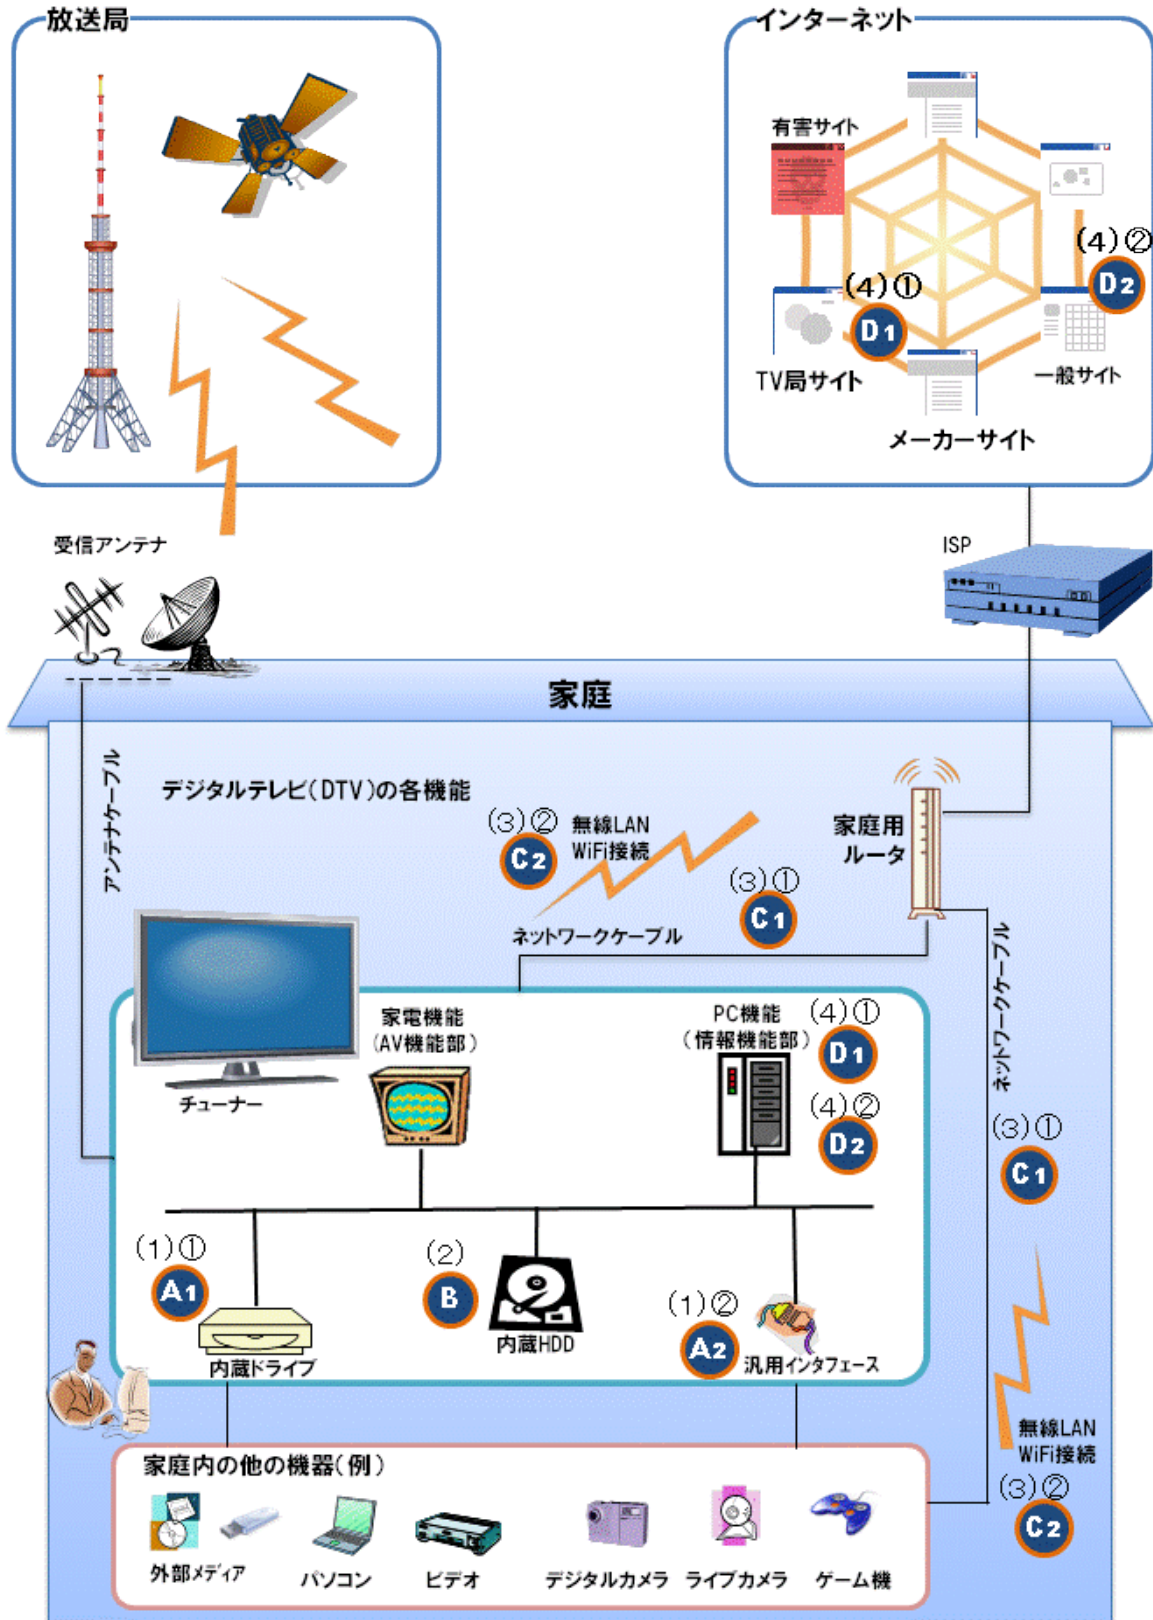 放送局
インターネット
有害サイト
(4)②
D2
(4)①
D1
TV局サイト
一般サイト
メーカーサイト
受信アンテナ
ISP
家庭
アンテナケーブル
デジタルテレビ(DTV)の各機能
(3)②
C2
無線LAN
WiFi接続
家庭用
ルータ
(3)①
C1
ネットワークケーブル
ネットワークケーブル
チューナー
家電機能
(AV機能部)
PC機能
(情報機能部)
(4)①
D1
(4)②
D2
(3)①
C1
(1)①
A1
内蔵ドライブ
(2)
B
内蔵HDD
(1)②
A2
汎用インタフェース
無線LAN
WiFi接続
(3)②
C2
家庭内の他の機器(例)
外部メディア
パソコン
ビデオ
デジタルカメラ
ライブカメラ
ゲーム機